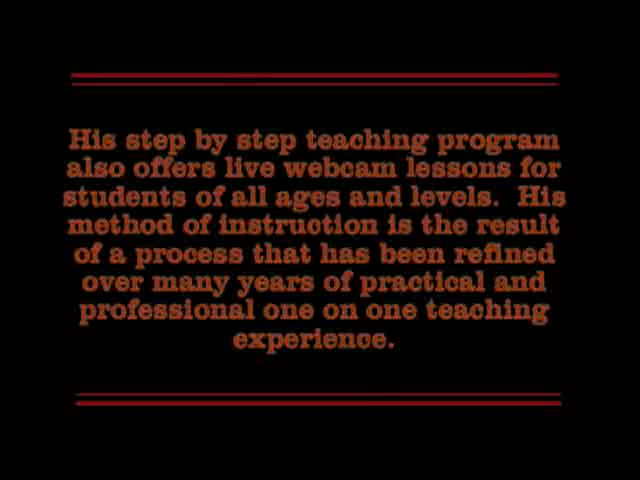 His step by step teaching program
also offers live webcam lessons for
students of all ages and levels.  His
method of instruction is the result
of a process that has been refined
over many years of practical and
professional one on one teaching
experience.